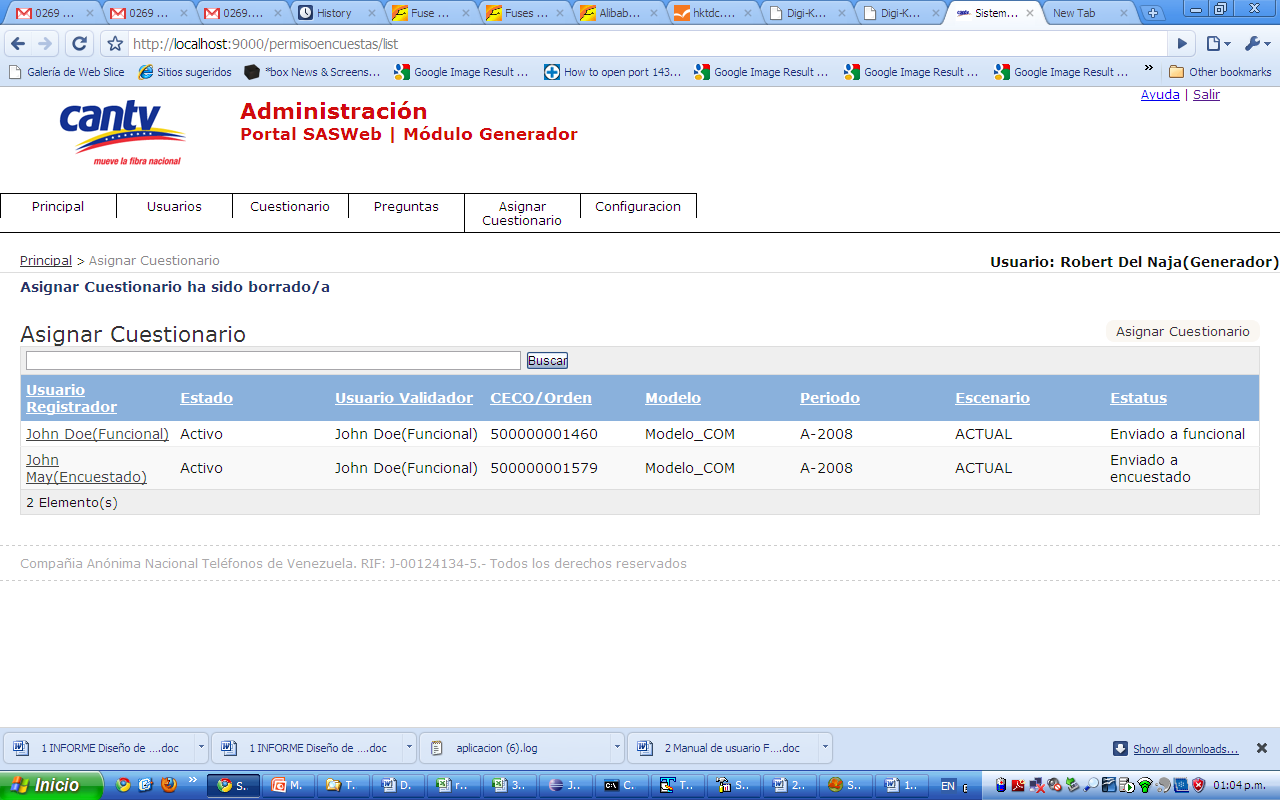 0269 ...
0269 ...
0269....
History
Fuse ...
Fuses ...
Alibab...
hktdc....
Digi-K...
Digi-K...
Sistem...
New Tab
http://localhost:9000/permisoencuestas/list
Galería de Web Slice
Sitios sugeridos
*box News & Screens...
Google Image Result ...
How to open port 143...
Google Image Result ...
Google Image Result ...
Google Image Result ...
»
Other bookmarks
cantv
mueve la fibra nacional
Administración
Portal SASWeb | Módulo Generador
Ayuda | Salir
Principal
Usuarios
Cuestionario
Preguntas
Asignar
Cuestionario
Configuracion
Principal > Asignar Cuestionario
Usuario: Robert Del Naja(Generador)
Asignar Cuestionario ha sido borrado/a
Asignar Cuestionario
Asignar Cuestionario
Buscar
Usuario
Registrador
Estado
Usuario Validador
CECO/Orden
Modelo
Periodo
Escenario
Estatus
John Doe(Funcional)
Activo
John Doe(Funcional)
500000001460
Modelo_COM
A-2008
ACTUAL
Enviado a funcional
John
May(Encuestado)
Activo
John Doe(Funcional)
500000001579
Modelo_COM
A-2008
ACTUAL
Enviado a
encuestado
2 Elemento(s)
Compañia Anónima Nacional Teléfonos de Venezuela. RIF: J-00124134-5.- Todos los derechos reservados
1 INFORME Diseño de ....doc
1 INFORME Diseño de ....doc
aplicacion (6).log
2 Manual de usuario F....doc
Show all downloads...
Inicio
»
S..
M..
T..
D..
r..
3..
J..
C..
T..
S..
2..
S..
1..
EN
01:04 p.m.